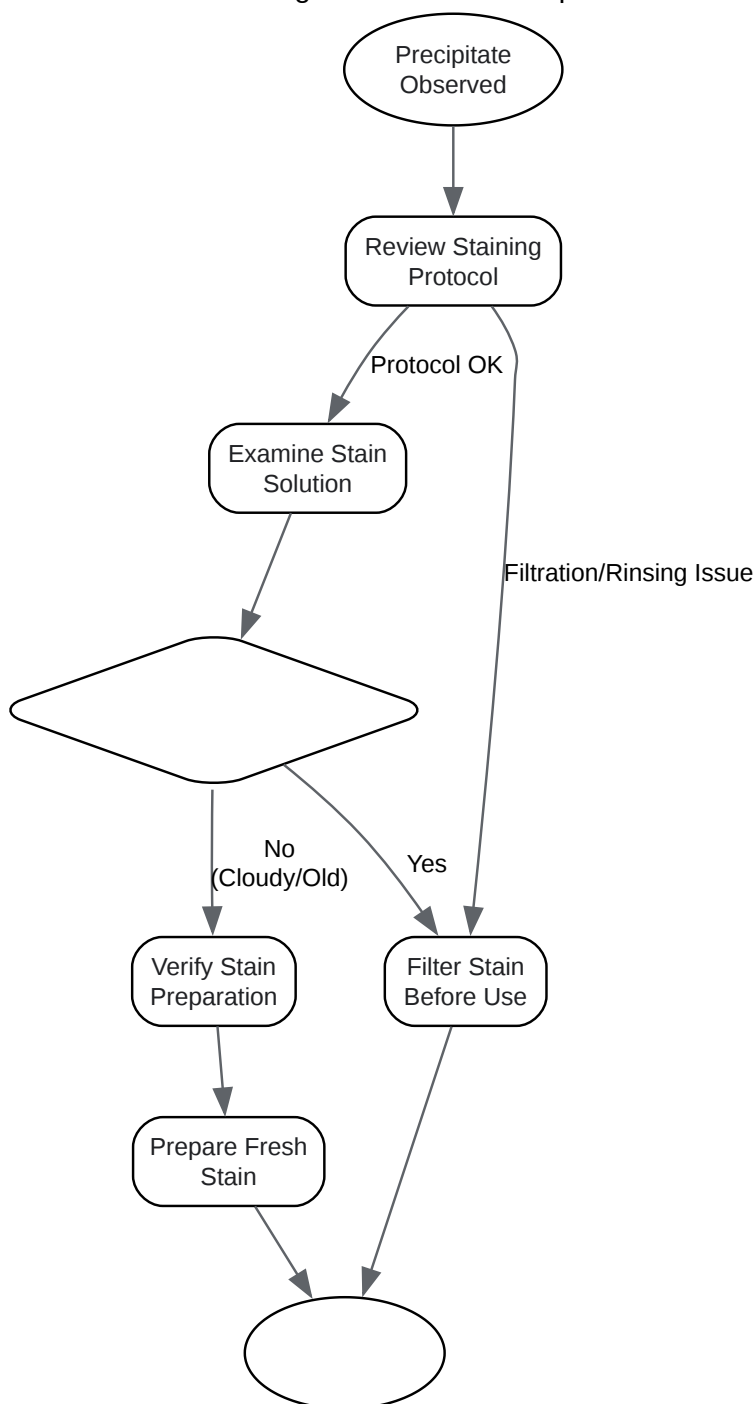 Precipitate
Observed
Review Staining
Protocol
Protocol OK
Examine Stain
Solution
Filtration/Rinsing Issue
No
(Cloudy/Old)
Yes
Verify Stain
Preparation
Filter Stain
Before Use
Prepare Fresh
Stain